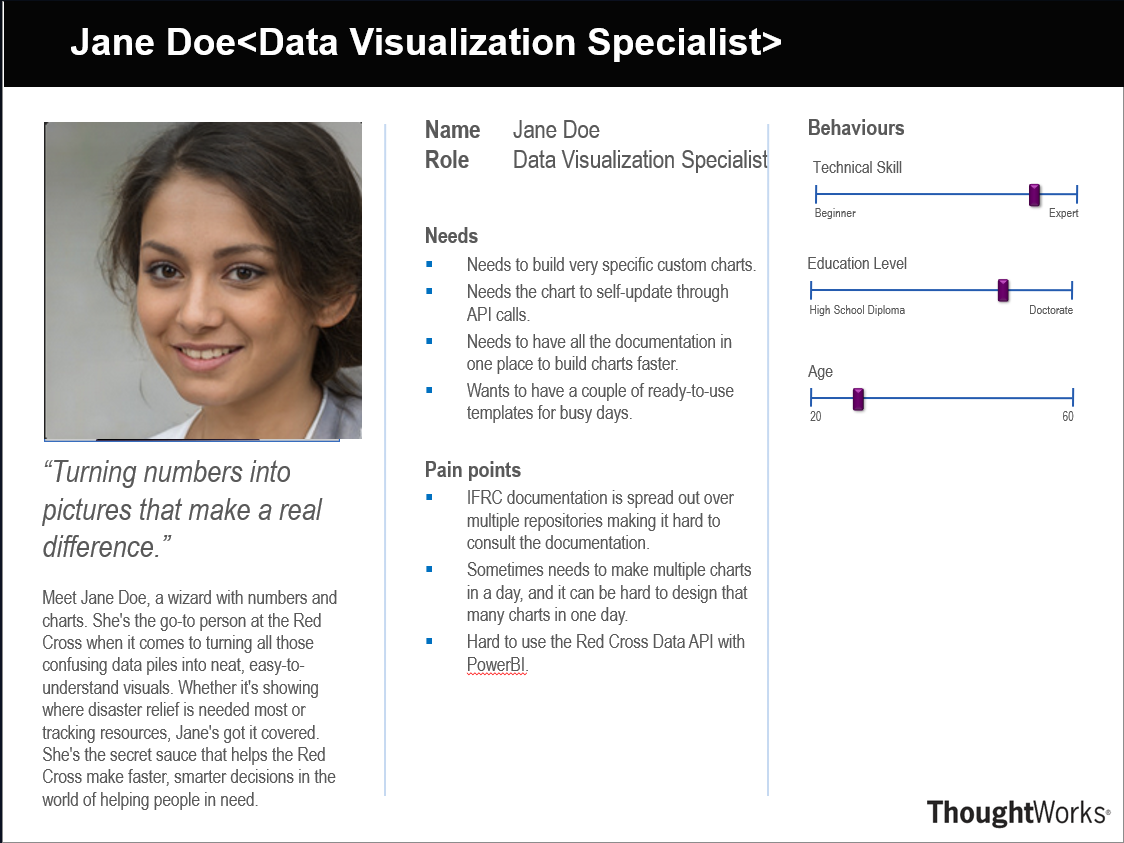 Jane Doe<Data Visualization Specialist>
“Turning numbers into
pictures that make a real
difference.”
Meet Jane Doe, a wizard with numbers and
charts. She's the go-to person at the Red
Cross when it comes to turning all those
confusing data piles into neat, easy-to-
understand visuals. Whether it's showing
where disaster relief is needed most or
tracking resources, Jane's got it covered.
She's the secret sauce that helps the Red
Cross make faster, smarter decisions in the
world of helping people in need.
Name Jane Doe
Role Data Visualization Specialist
Needs
Needs to build very specific custom charts.
Needs the chart to self-update through
API calls.
Needs to have all the documentation in
one place to build charts faster.
Wants to have a couple of ready-to-use
templates for busy days.
Pain points
IFRC documentation is spread out over
multiple repositories making it hard to
consult the documentation.
Sometimes needs to make multiple charts
in a day, and it can be hard to design that
many charts in one day.
Hard to use the Red Cross Data API with
PowerBI.
Behaviours
Technical Skill
Beginner Expert
Education Level
High School Diploma Doctorate
Age
20 60
ThoughtWorks®